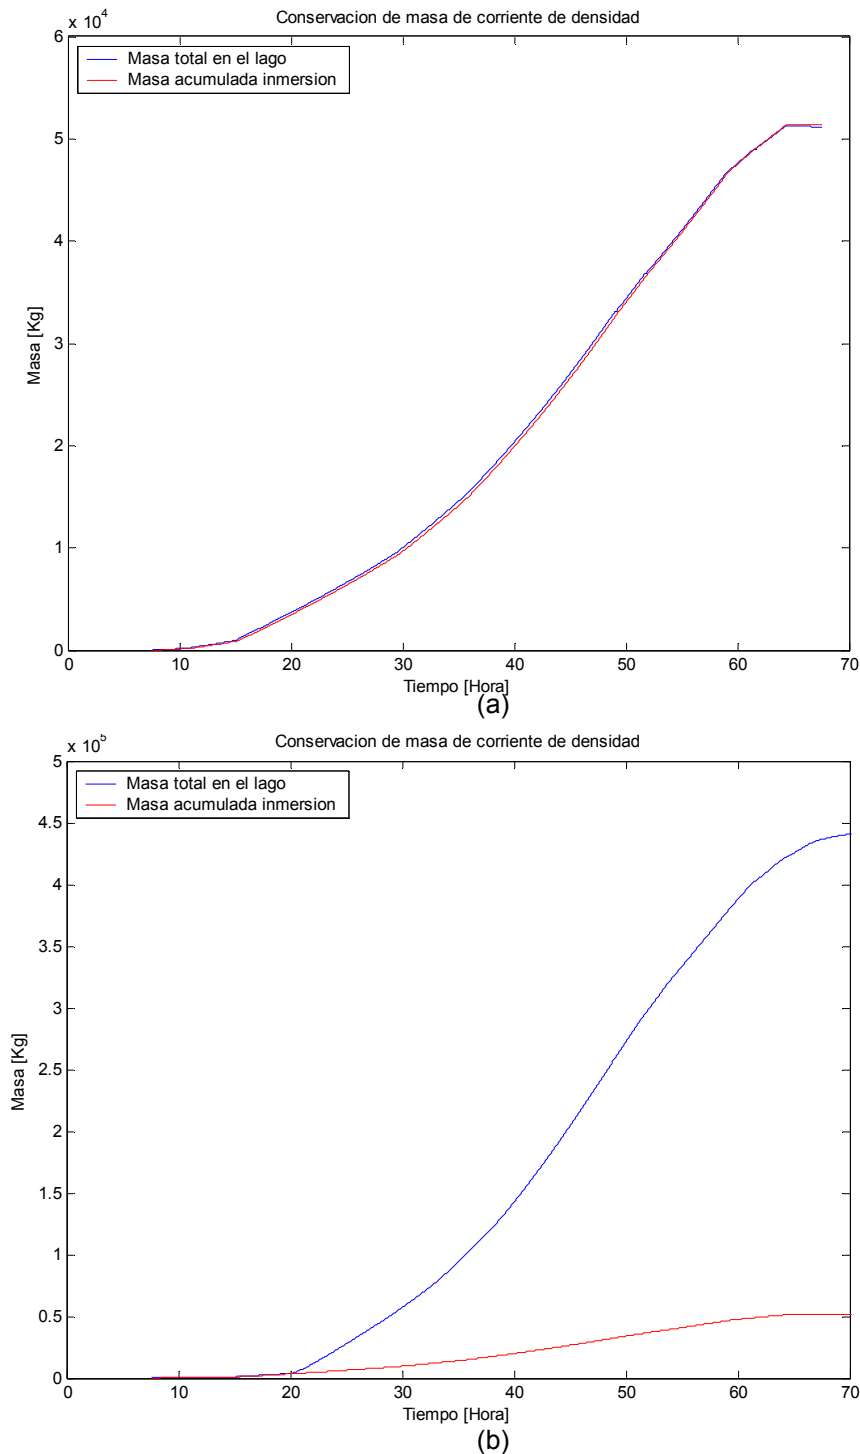 Conservacion de masa de corriente de densidad
x 10^4
Masa total en el lago
Masa acumulada inmersion
6
5
4
3
2
1
0
Masa [Kg]
0 10 20 30 40 50 60 70
Tiempo [Hora]
(a)
Conservacion de masa de corriente de densidad
x 10^5
Masa total en el lago
Masa acumulada inmersion
5
4.5
4
3.5
3
2.5
2
1.5
1
0.5
0
Masa [Kg]
0 10 20 30 40 50 60 70
Tiempo [Hora]
(b)